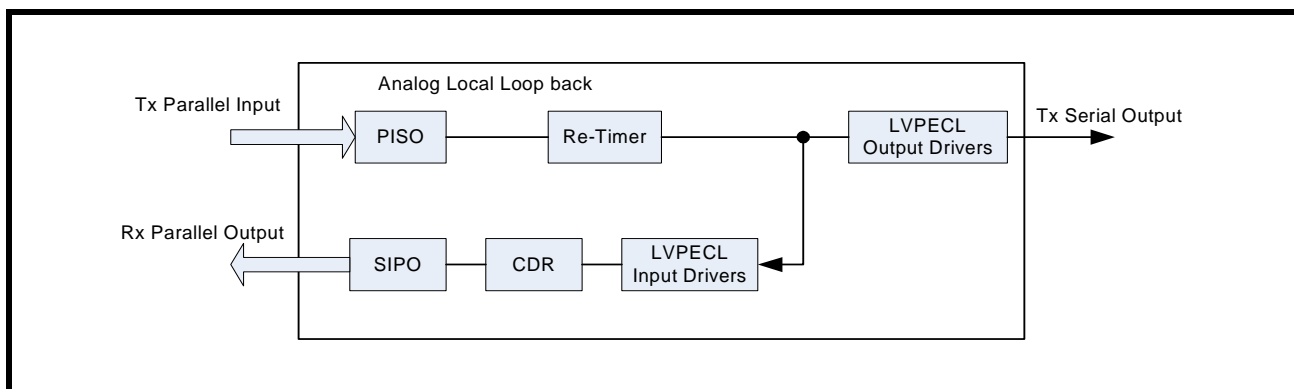 Analog Local Loop back
Tx Parallel Input
PISO
Re-Timer
LVPECL
Output Drivers
Tx Serial Output
Rx Parallel Output
SIPO
CDR
LVPECL
Input Drivers